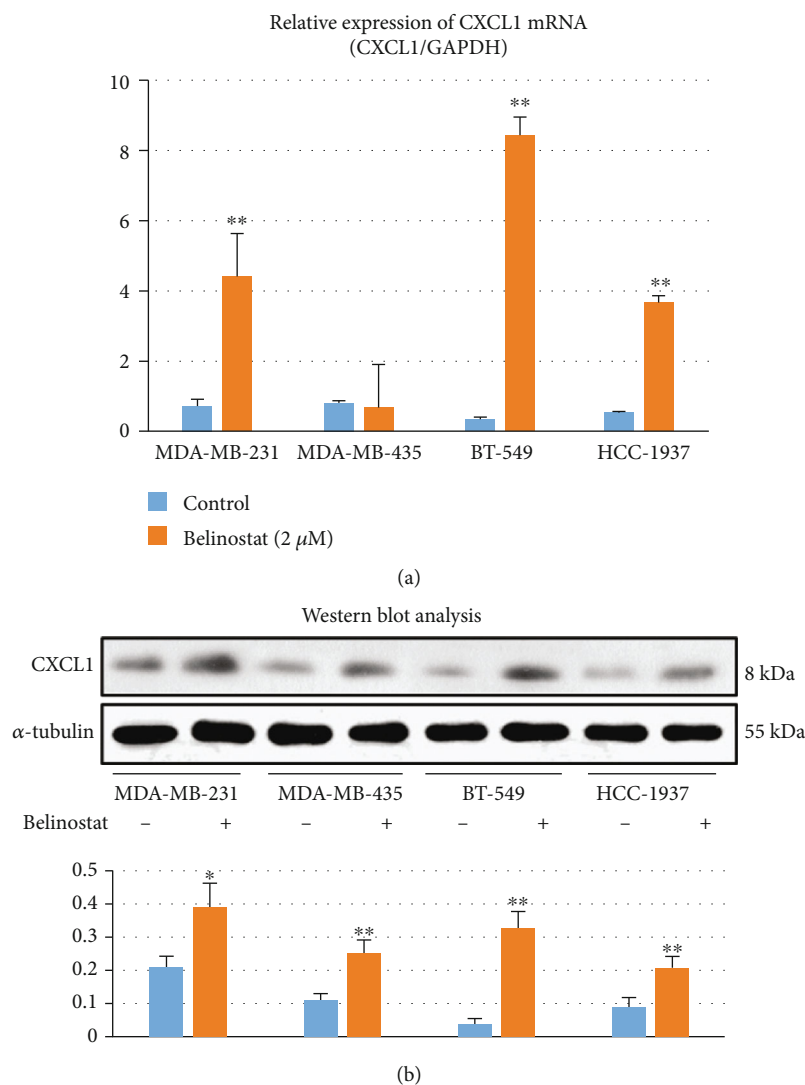 Relative expression of CXCL1 mRNA
(CXCL1/GAPDH)
10
8
6
4
2
0
**
**
**
MDA-MB-231 MDA-MB-435 BT-549 HCC-1937
Control
Belinostat (2 μM)
(a)
Western blot analysis
CXCL1 8 kDa
α-tubulin 55 kDa
MDA-MB-231 MDA-MB-435 BT-549 HCC-1937
Belinostat – + – + – + – +
0.5
0.4
0.3
0.2
0.1
0
*
**
**
**
(b)